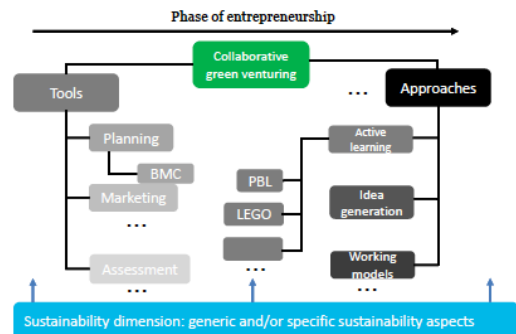 Phase of entrepreneurship
Collaborative
green venturing
Tools
...
Approaches
Planning
Active
learning
BMC
PBL
Marketing
Idea
generation
...
LEGO
Assessment
Working
models
...
...
...
Sustainability dimension: generic and/or specific sustainability aspects